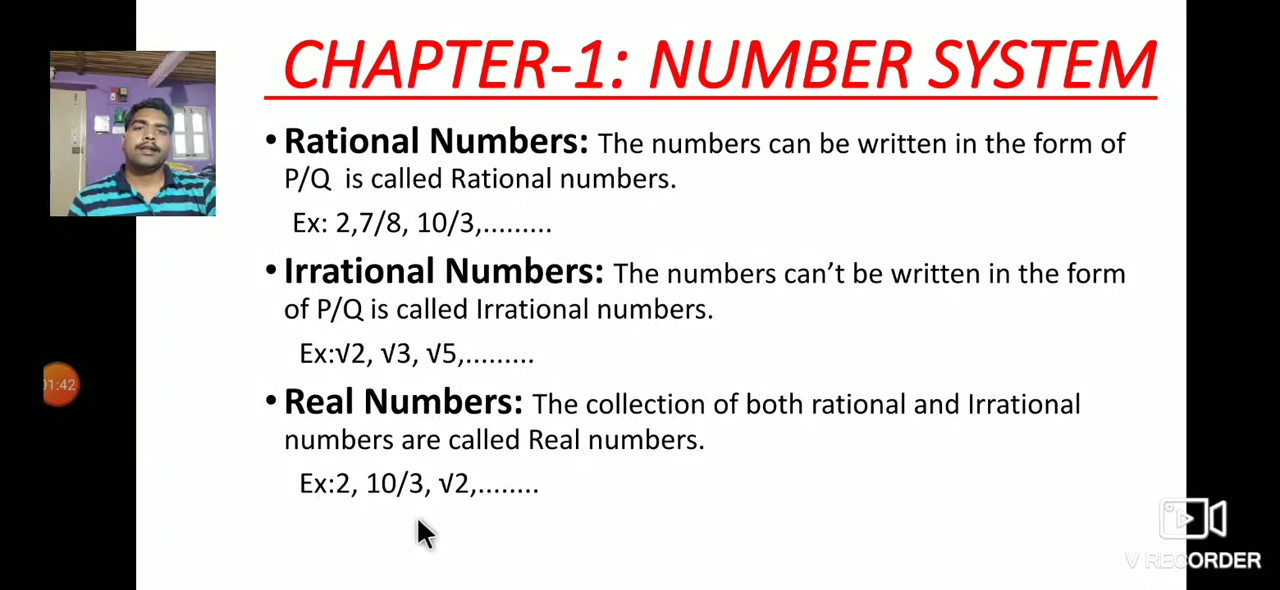 CHAPTER-1: NUMBER SYSTEM
• Rational Numbers: The numbers can be written in the form of
P/Q is called Rational numbers.
Ex: 2,7/8, 10/3,.........
• Irrational Numbers: The numbers can’t be written in the form
of P/Q is called Irrational numbers.
Ex:√2, √3, √5,.........
• Real Numbers: The collection of both rational and Irrational
numbers are called Real numbers.
Ex:2, 10/3, √2,........
01:42
V RECORDER